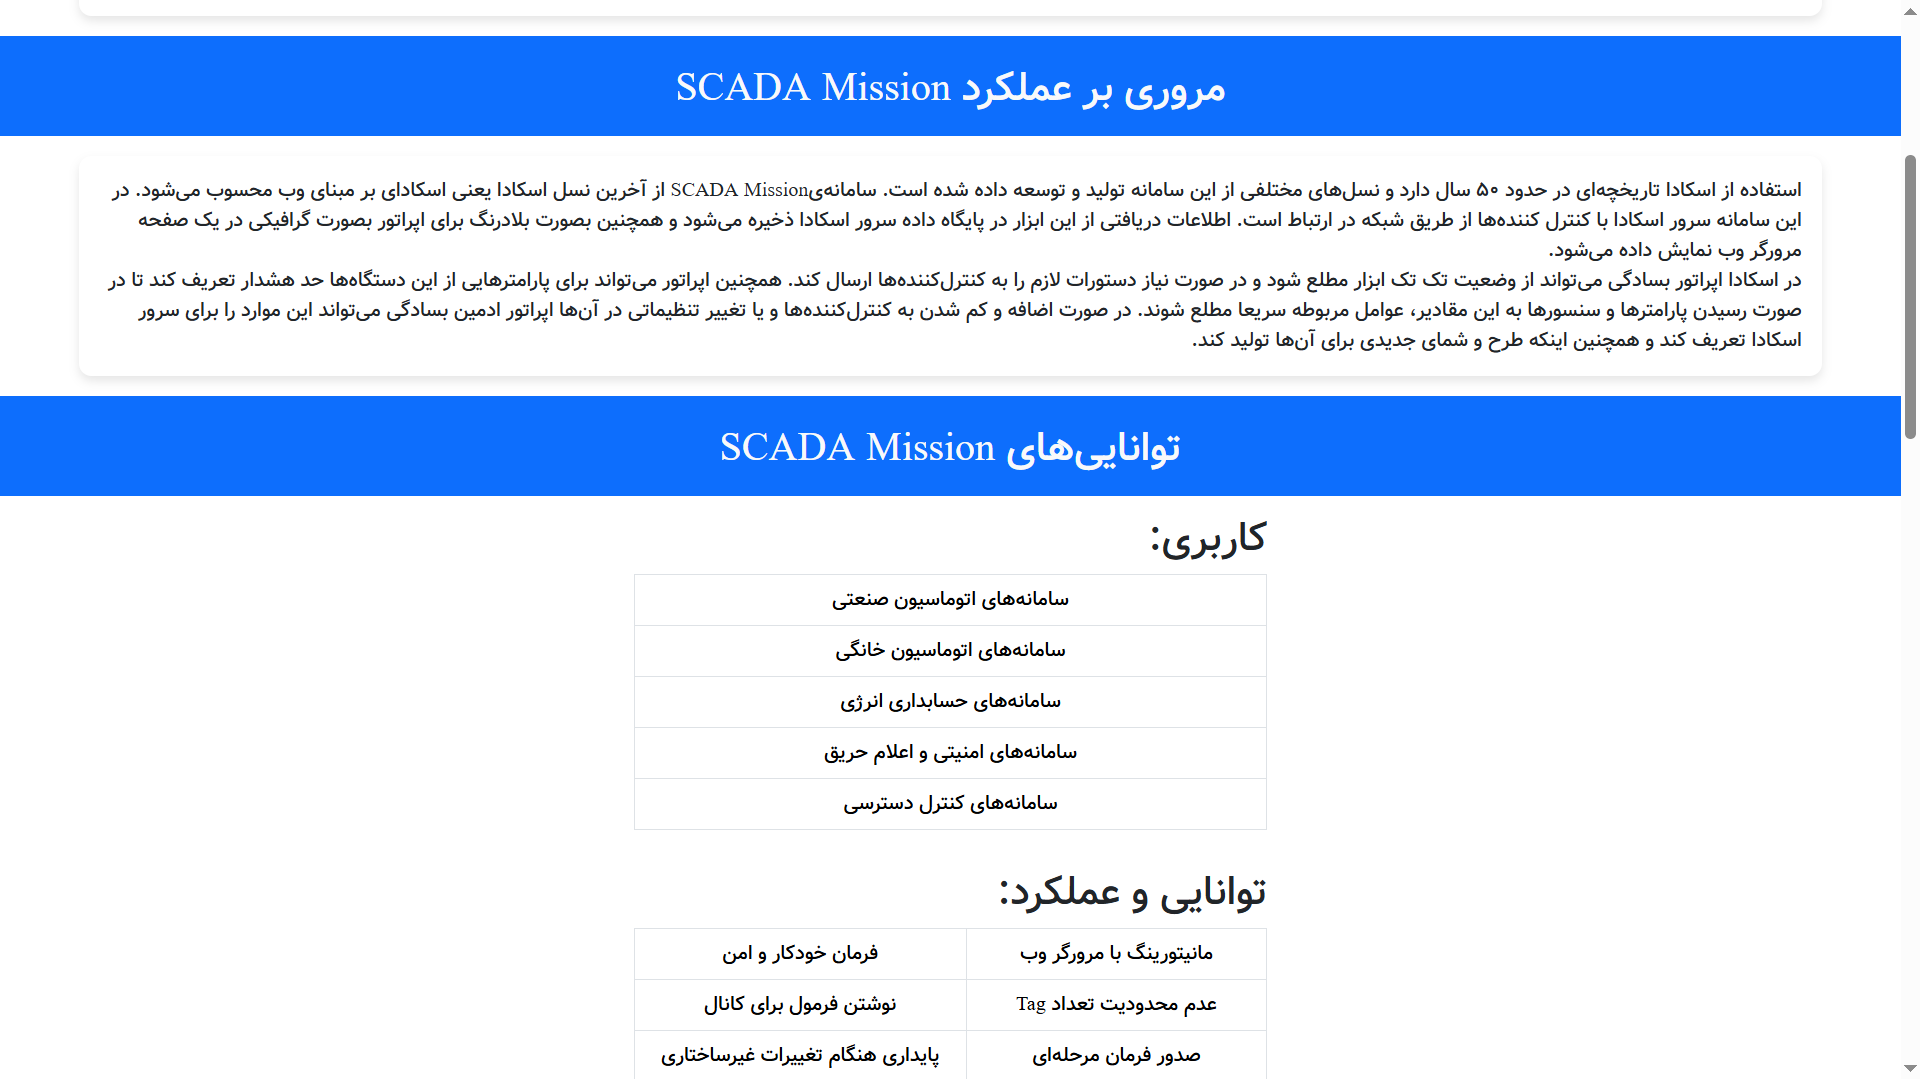 مروری بر عملکرد SCADA Mission
استفاده از اسکادا تاریخچه‌ای در حدود ۵۰ سال دارد و نسل‌های مختلفی از این سامانه تولید و توسعه داده شده است. سامانه‌یSCADA Mission از آخرین نسل اسکادا یعنی اسکادای بر مبنای وب محسوب می‌شود. در
این سامانه سرور اسکادا با کنترل کننده‌ها از طریق شبکه در ارتباط است. اطلاعات دریافتی از این ابزار در پایگاه داده سرور اسکادا ذخیره می‌شود و همچنین بصورت بلادرنگ برای اپراتور بصورت گرافیکی در یک صفحه
مرورگر وب نمایش داده می‌شود.
در اسکادا اپراتور بسادگی می‌تواند از وضعیت تک تک ابزار مطلع شود و در صورت نیاز دستورات لازم را به کنترل‌کننده‌ها ارسال کند. همچنین اپراتور می‌تواند برای پارامترهایی از این دستگاه‌ها حد هشدار تعریف کند تا در
صورت رسیدن پارامترها و سنسورها به این مقادیر، عوامل مربوطه سریعا مطلع شوند. در صورت اضافه و کم شدن به کنترل‌کننده‌ها و یا تغییر تنظیماتی در آن‌ها اپراتور ادمین بسادگی می‌تواند این موارد را برای سرور
اسکادا تعریف کند و همچنین اینکه طرح و شمای جدیدی برای آن‌ها تولید کند.
توانایی‌های SCADA Mission
کاربری:
سامانه‌های اتوماسیون صنعتی
سامانه‌های اتوماسیون خانگی
سامانه‌های حسابداری انرژی
سامانه‌های امنیتی و اعلام حریق
سامانه‌های کنترل دسترسی
توانایی و عملکرد:
مانیتورینگ با مرورگر وب
فرمان خودکار و امن
عدم محدودیت تعداد Tag
نوشتن فرمول برای کانال
صدور فرمان مرحله‌ای
پایداری هنگام تغییرات غیرساختاری